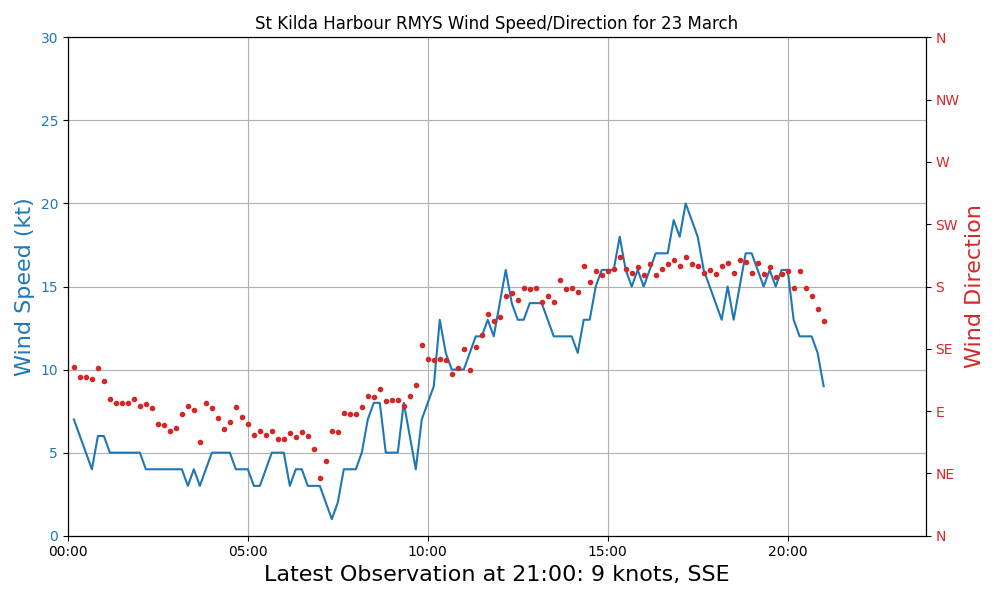 St Kilda Harbour RMYS Wind Speed/Direction for 23 March
30
25
20
15
10
5
0
Wind Speed (kt)
N
NW
W
SW
S
SE
E
NE
N
Wind Direction
00:00 05:00 10:00 15:00 20:00
Latest Observation at 21:00: 9 knots, SSE